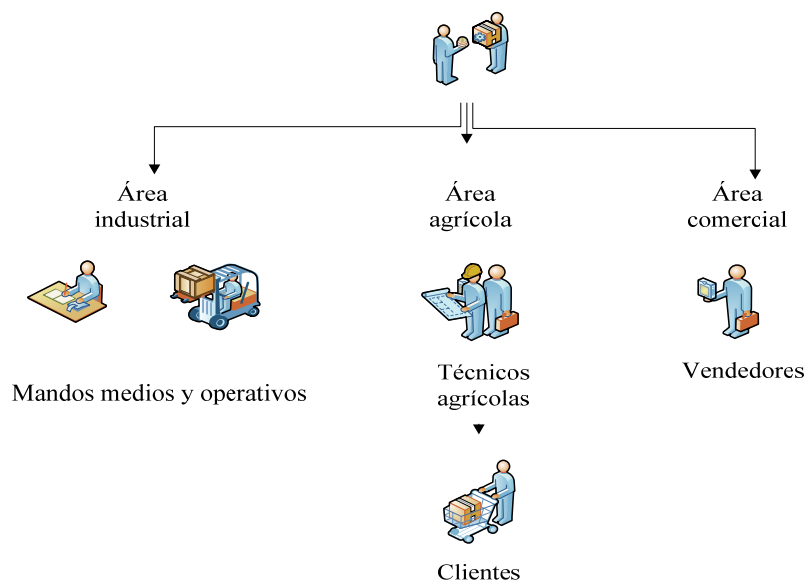 Área
industrial
Área
agrícola
Área
comercial
Mandos medios y operativos
Técnicos
agrícolas
Vendedores
Clientes